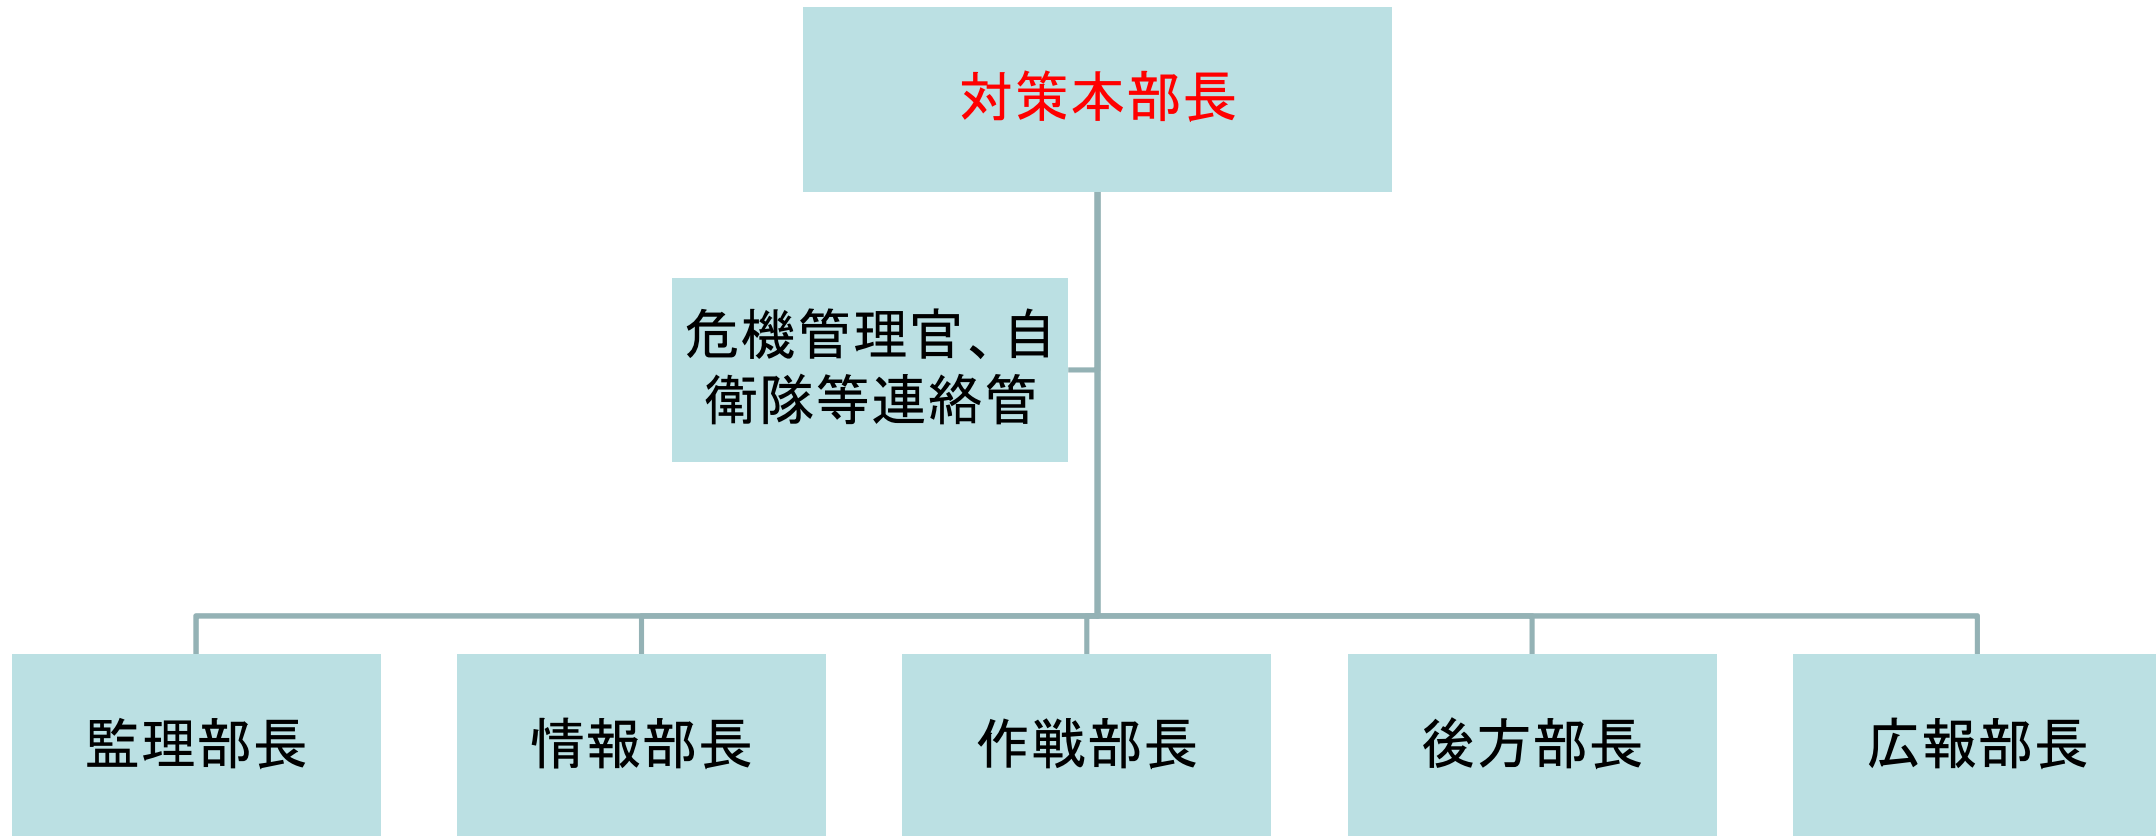 対策本部長
危機管理官、自
衛隊等連絡管
監理部長
情報部長
作戦部長
後方部長
広報部長